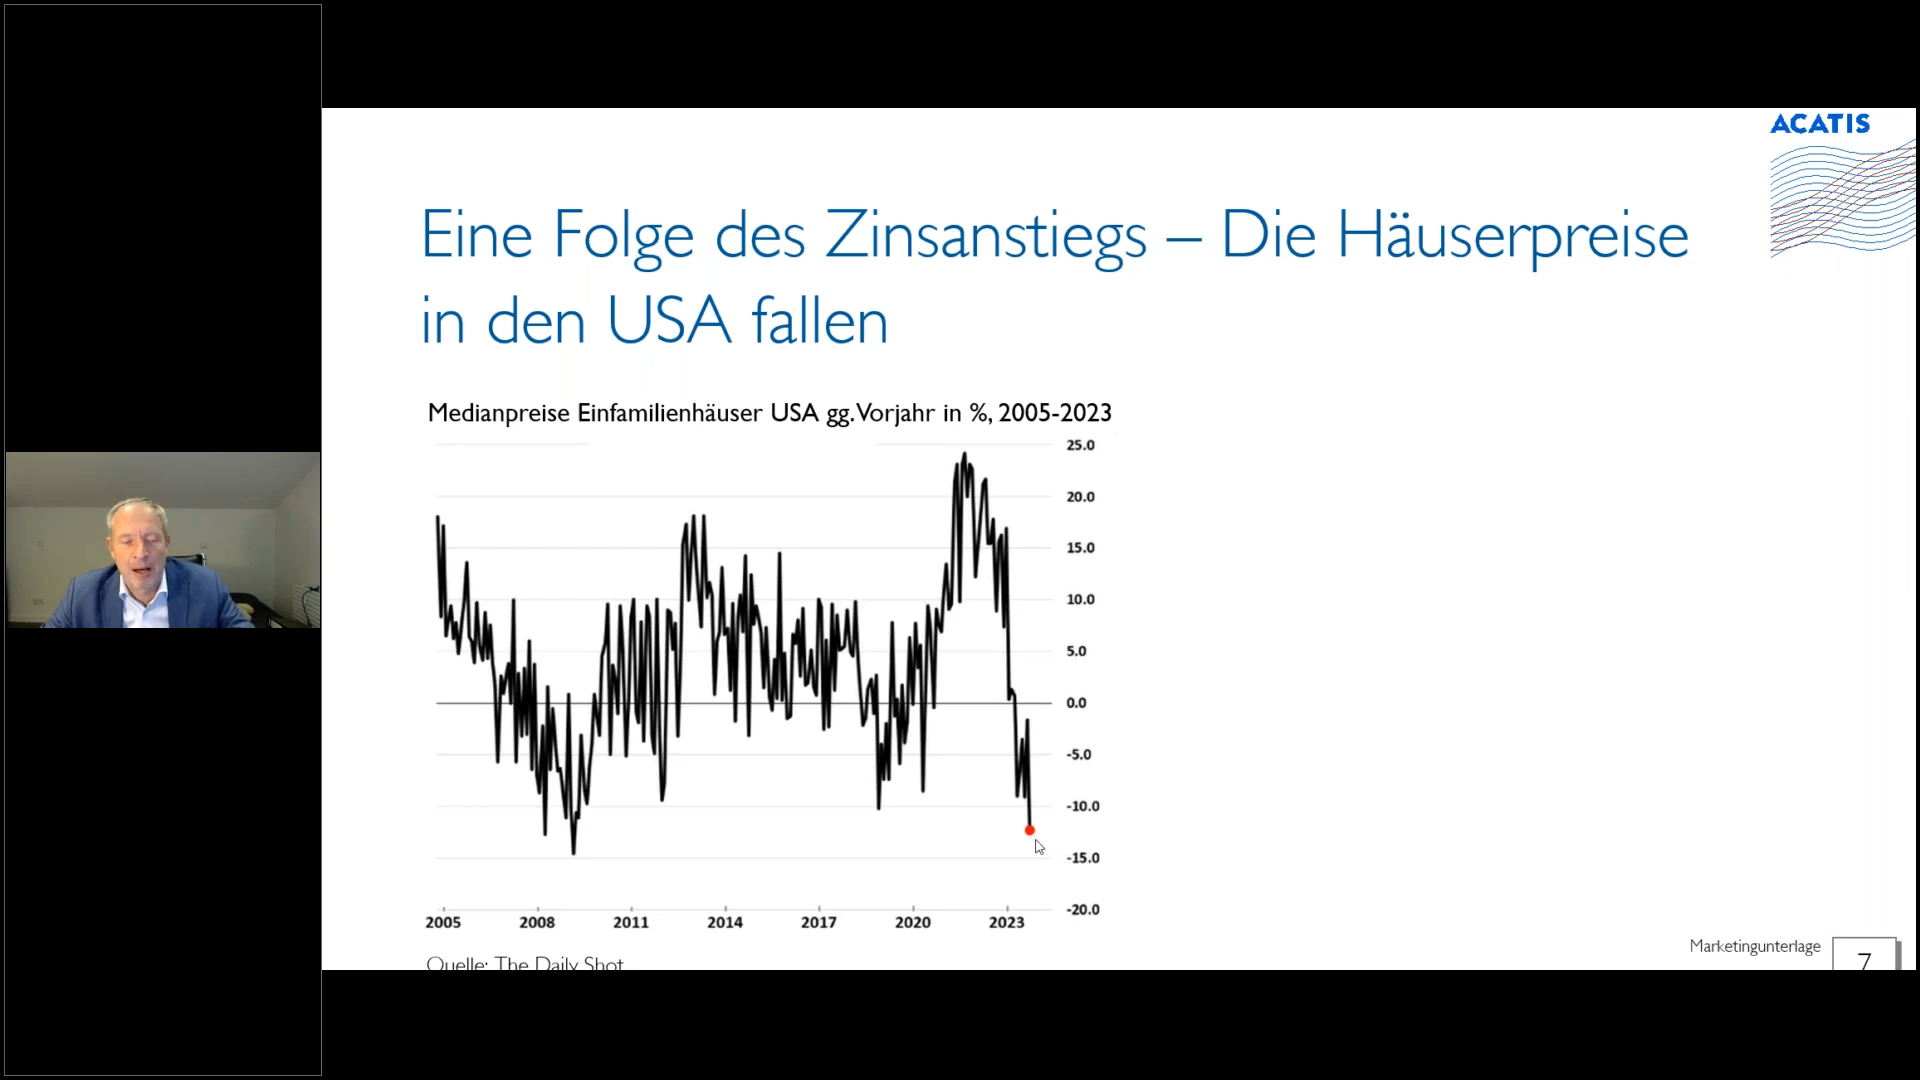 ACATIS
Eine Folge des Zinsanstiegs – Die Häuserpreise
in den USA fallen
Medianpreise Einfamilienhäuser USA gg. Vorjahr in %, 2005-2023
25.0
20.0
15.0
10.0
5.0
0.0
-5.0
-10.0
-15.0
-20.0
2005 2008 2011 2014 2017 2020 2023
Quelle: The Daily Shot
Marketingunterlage
7